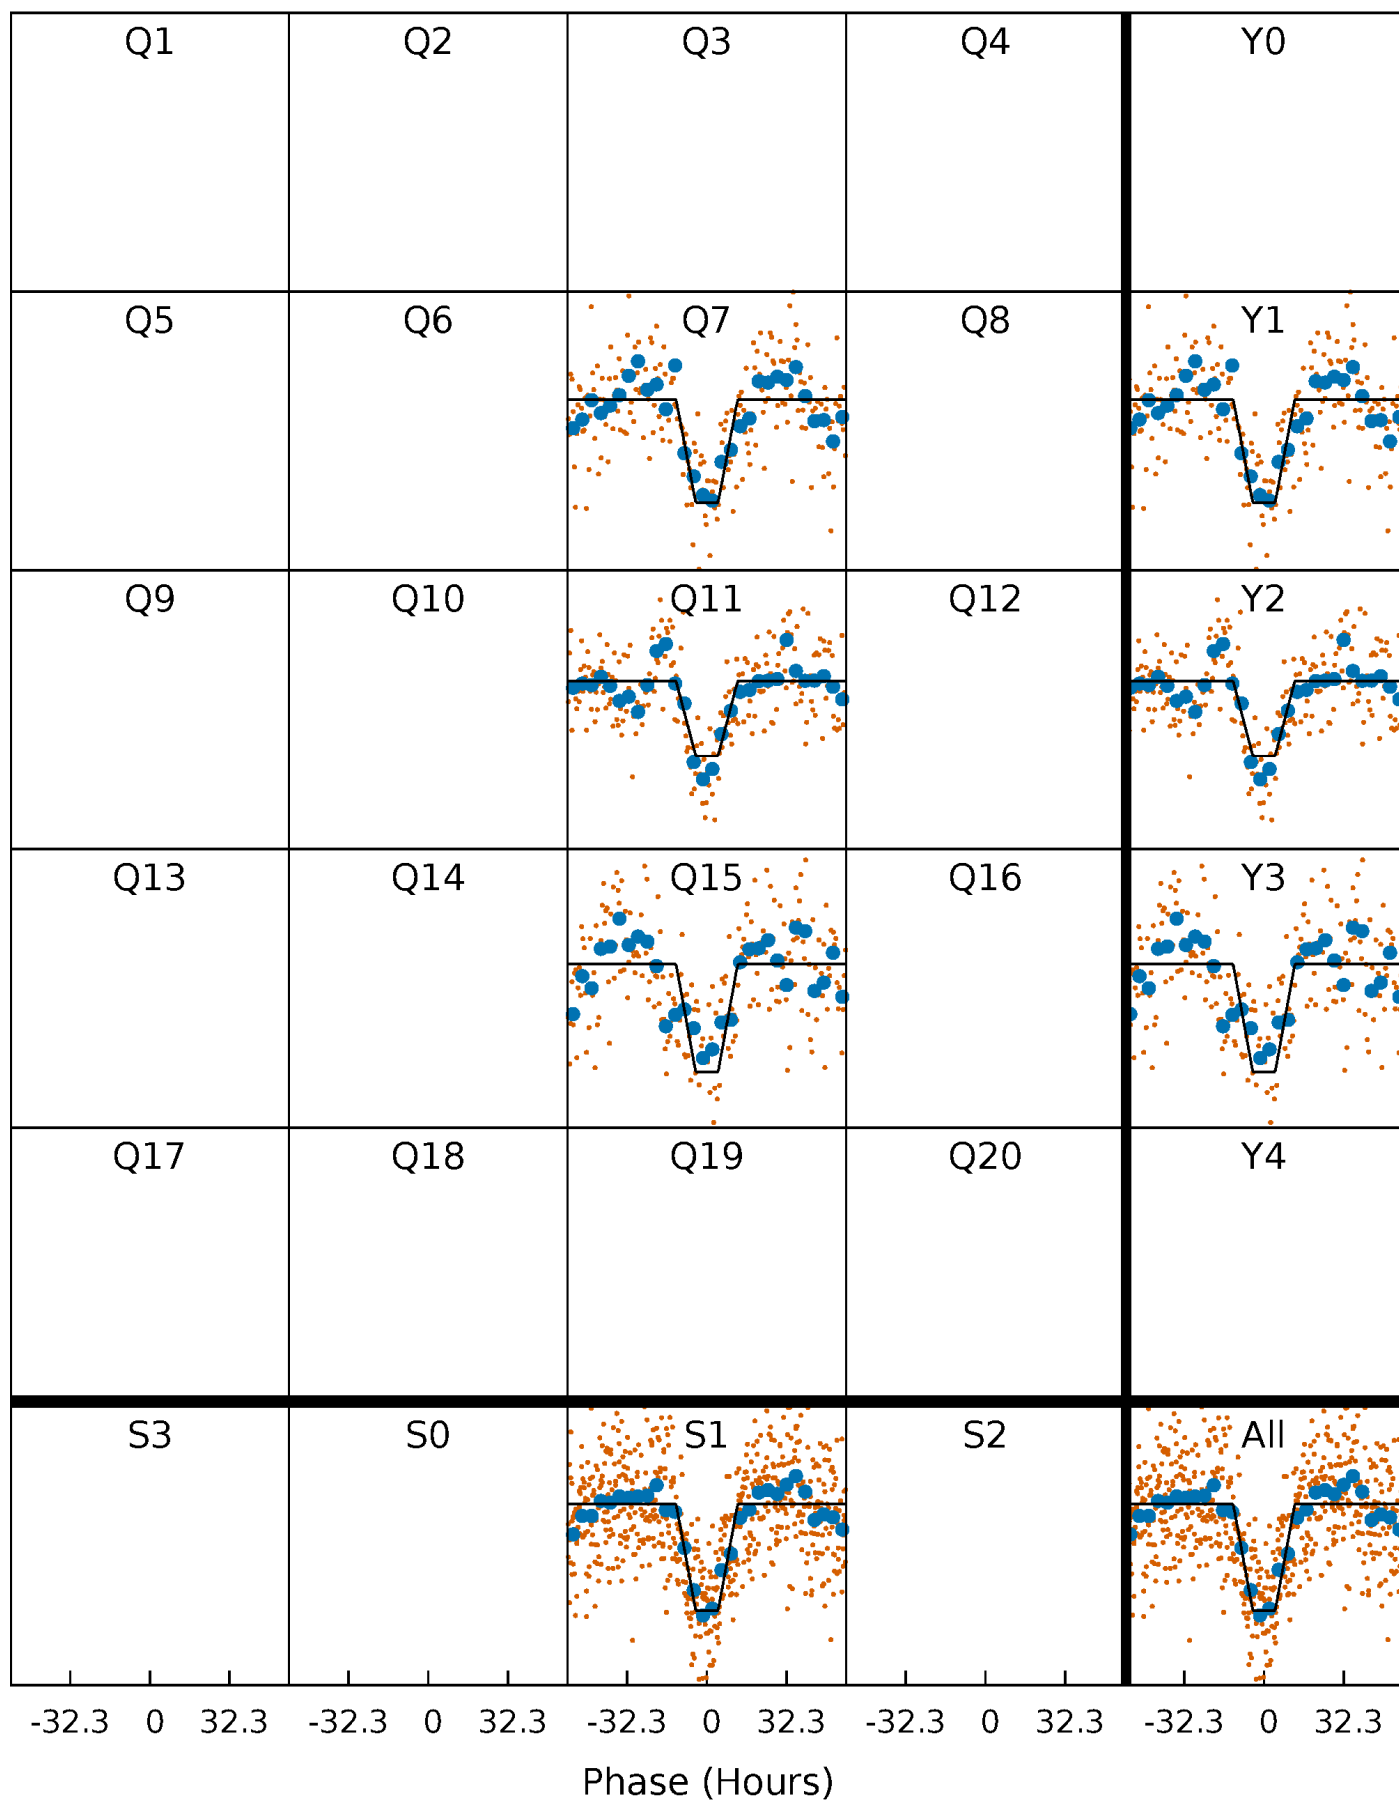 Q1 Q2 Q3 Q4 Y0
Q5 Q6 Q7 Q8 Y1
Q9 Q10 Q11 Q12 Y2
Q13 Q14 Q15 Q16 Y3
Q17 Q18 Q19 Q20 Y4
S3 S0 S1 S2 All
-32.3 0 32.3 -32.3 0 32.3 -32.3 0 32.3 -32.3 0 32.3 -32.3 0 32.3
Phase (Hours)